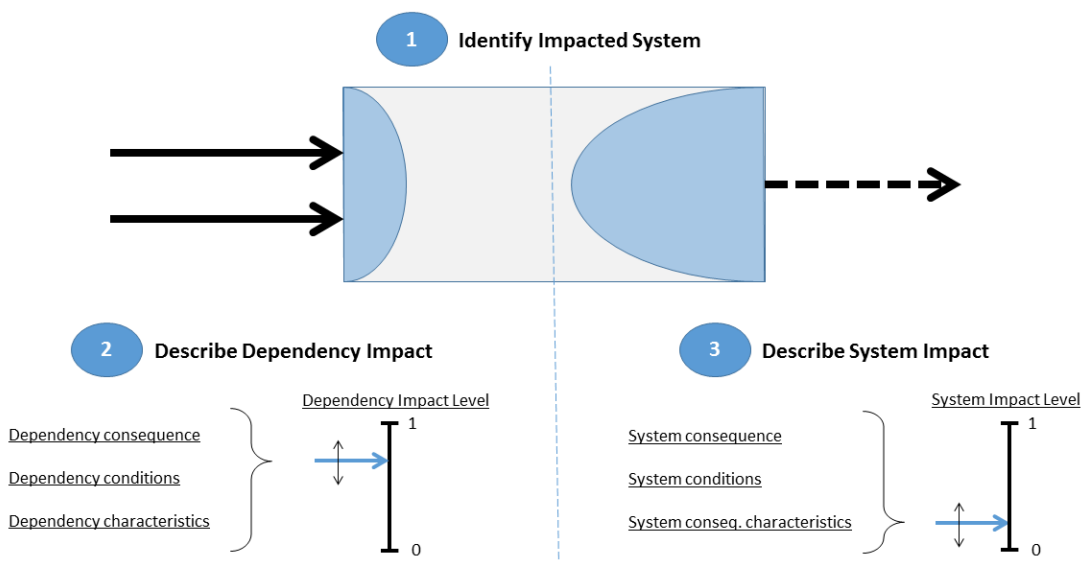 1
Identify Impacted System
2
Describe Dependency Impact
Dependency Impact Level
1
Dependency consequence
Dependency conditions
Dependency characteristics
0
3
Describe System Impact
System Impact Level
1
System consequence
System conditions
System conseq. characteristics
0